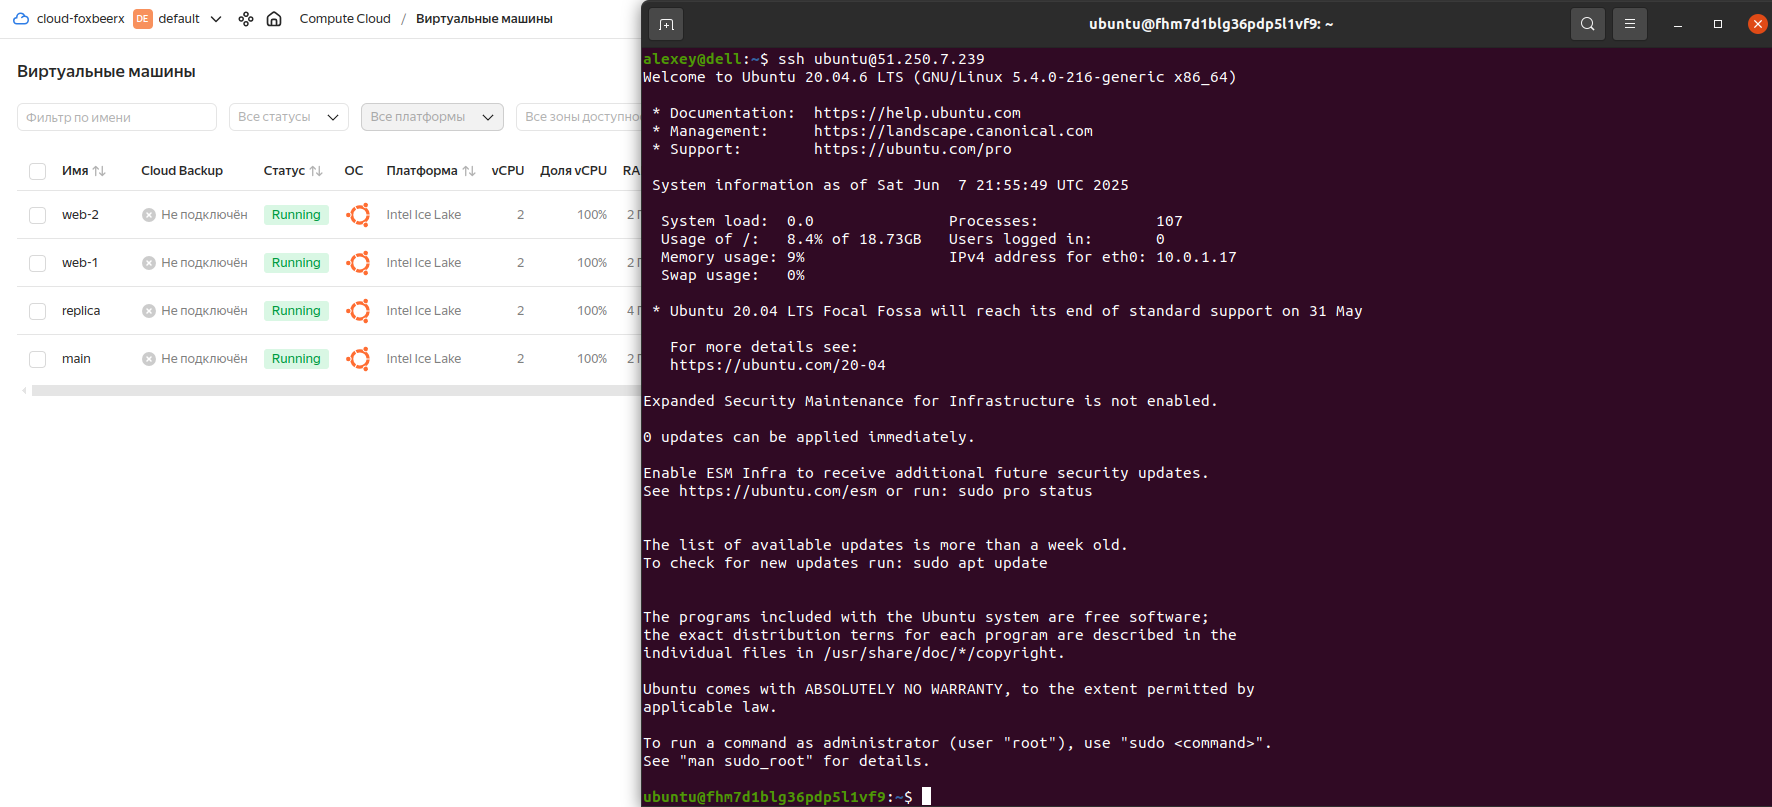 cloud-foxbeerx DE default Compute Cloud / Виртуальные машины
Виртуальные машины
Фильтр по имени Все статусы Все платформы Все зоны
Имя Cloud Backup Статус ОС Платформа vCPU Доля vCPU
web-2 Не подключён Running Intel Ice Lake 2 100% 2
web-1 Не подключён Running Intel Ice Lake 2 100% 2
replica Не подключён Running Intel Ice Lake 2 100% 4
main Не подключён Running Intel Ice Lake 2 100% 2
ubuntu@fhm7d1blg36pdp5l1vf9: ~
alexey@dell:~$ ssh ubuntu@51.250.7.239
Welcome to Ubuntu 20.04.6 LTS (GNU/Linux 5.4.0-216-generic x86_64)
* Documentation: https://help.ubuntu.com
* Management: https://landscape.canonical.com
* Support: https://ubuntu.com/pro
System information as of Sat Jun 7 21:55:49 UTC 2025
System load: 0.0 Processes: 107
Usage of /: 8.4% of 18.73GB Users logged in: 0
Memory usage: 9% IPv4 address for eth0: 10.0.1.17
Swap usage: 0%
* Ubuntu 20.04 LTS Focal Fossa will reach its end of standard support on 31 May
For more details see:
https://ubuntu.com/20-04
Expanded Security Maintenance for Infrastructure is not enabled.
0 updates can be applied immediately.
Enable ESM Infra to receive additional future security updates.
See https://ubuntu.com/esm or run: sudo pro status
The list of available updates is more than a week old.
To check for new updates run: sudo apt update
The programs included with the Ubuntu system are free software;
the exact distribution terms for each program are described in the
individual files in /usr/share/doc/*/copyright.
Ubuntu comes with ABSOLUTELY NO WARRANTY, to the extent permitted by
applicable law.
To run a command as administrator (user "root"), use "sudo <command>".
See "man sudo_root" for details.
ubuntu@fhm7d1blg36pdp5l1vf9:~$